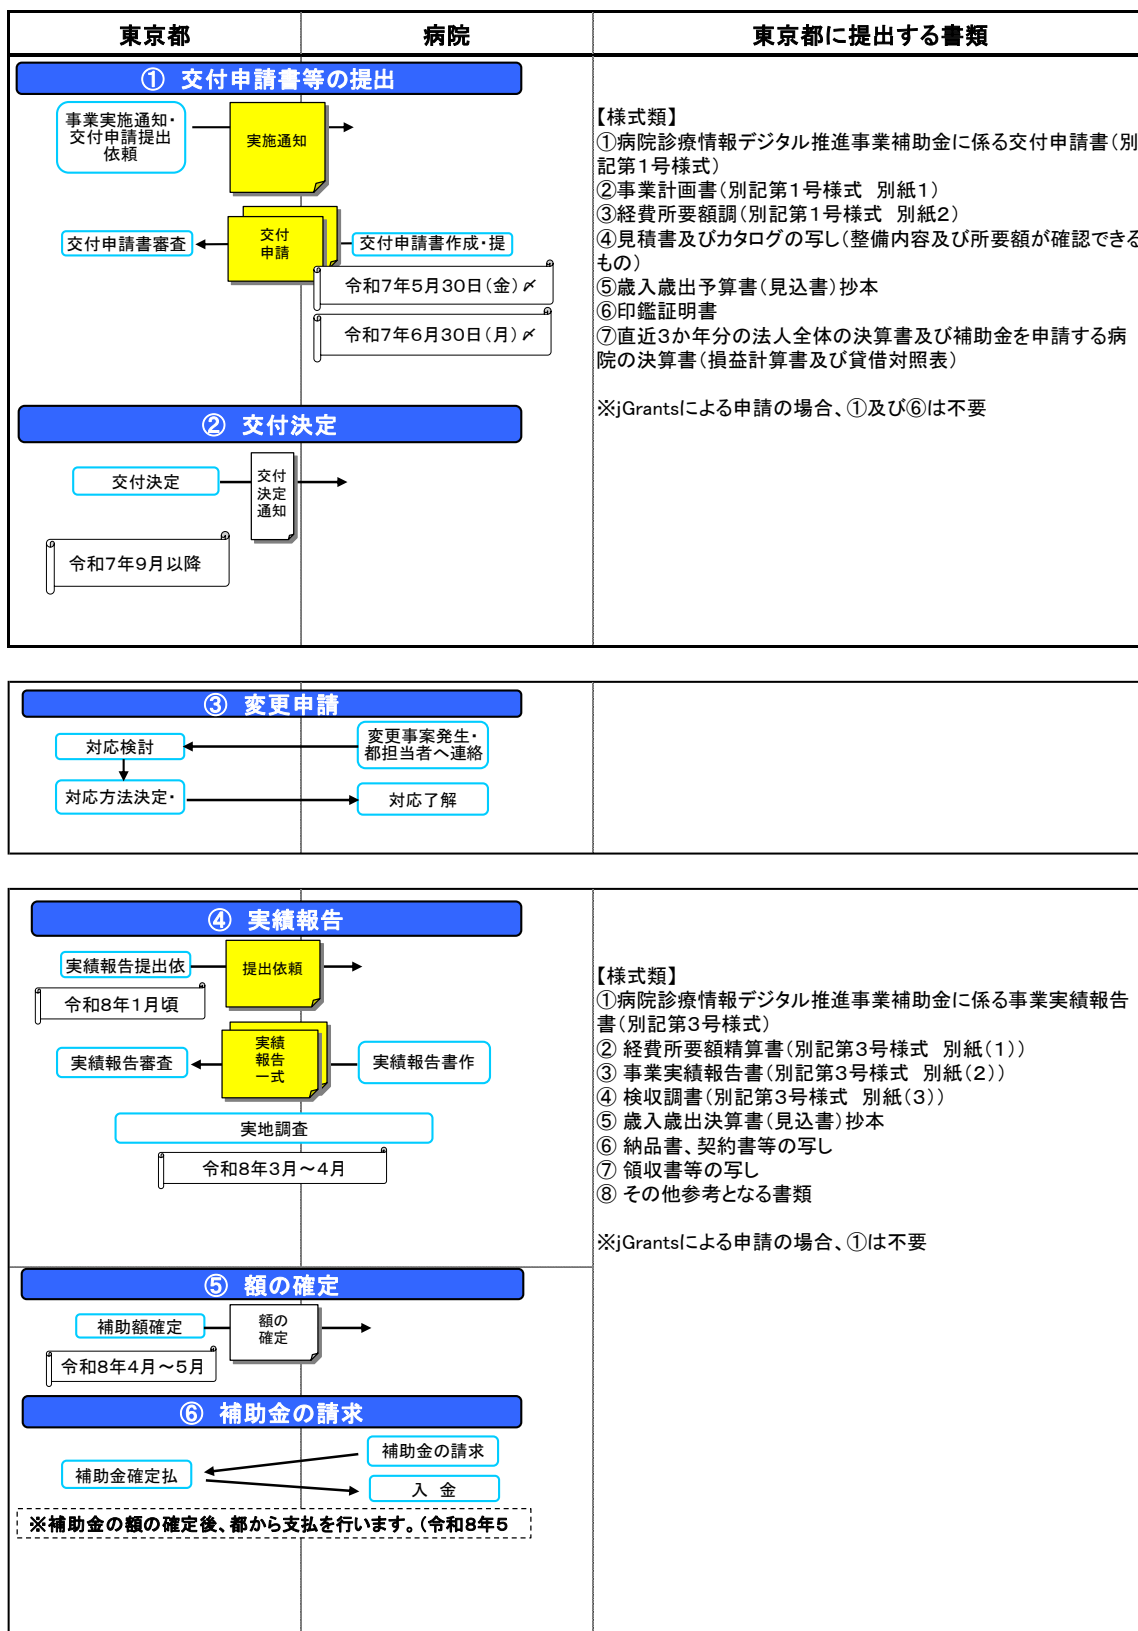 東京都
病院
東京都に提出する書類
① 交付申請書等の提出
事業実施通知・
交付申請提出
依頼
実施通知
交付申請書審査
交付
申請
交付申請書作成・提
令和7年5月30日(金)〆
令和7年6月30日(月)〆
【様式類】
①病院診療情報デジタル推進事業補助金に係る交付申請書(別
記第1号様式)
②事業計画書(別記第1号様式 別紙1)
③経費所要額調(別記第1号様式 別紙2)
④見積書及びカタログの写し(整備内容及び所要額が確認できる
もの)
⑤歳入歳出予算書(見込書)抄本
⑥印鑑証明書
⑦直近3か年分の法人全体の決算書及び補助金を申請する病
院の決算書(損益計算書及び貸借対照表)
※jGrantsによる申請の場合、①及び⑥は不要
② 交付決定
交付決定
交付
決定
通知
令和7年9月以降
③ 変更申請
対応検討
変更事案発生・
都担当者へ連絡
対応方法決定・
対応了解
④ 実績報告
実績報告提出依
提出依頼
令和8年1月頃
実績報告審査
実績
報告
一式
実績報告書作
実地調査
令和8年3月~4月
【様式類】
①病院診療情報デジタル推進事業補助金に係る事業実績報告
書(別記第3号様式)
② 経費所要額精算書(別記第3号様式 別紙(1))
③ 事業実績報告書(別記第3号様式 別紙(2))
④ 検収調書(別記第3号様式 別紙(3))
⑤ 歳入歳出決算書(見込書)抄本
⑥ 納品書、契約書等の写し
⑦ 領収書等の写し
⑧ その他参考となる書類
※jGrantsによる申請の場合、①は不要
⑤ 額の確定
補助額確定
額の
確定
令和8年4月~5月
⑥ 補助金の請求
補助金確定払
補助金の請求
入 金
※補助金の額の確定後、都から支払を行います。(令和8年5